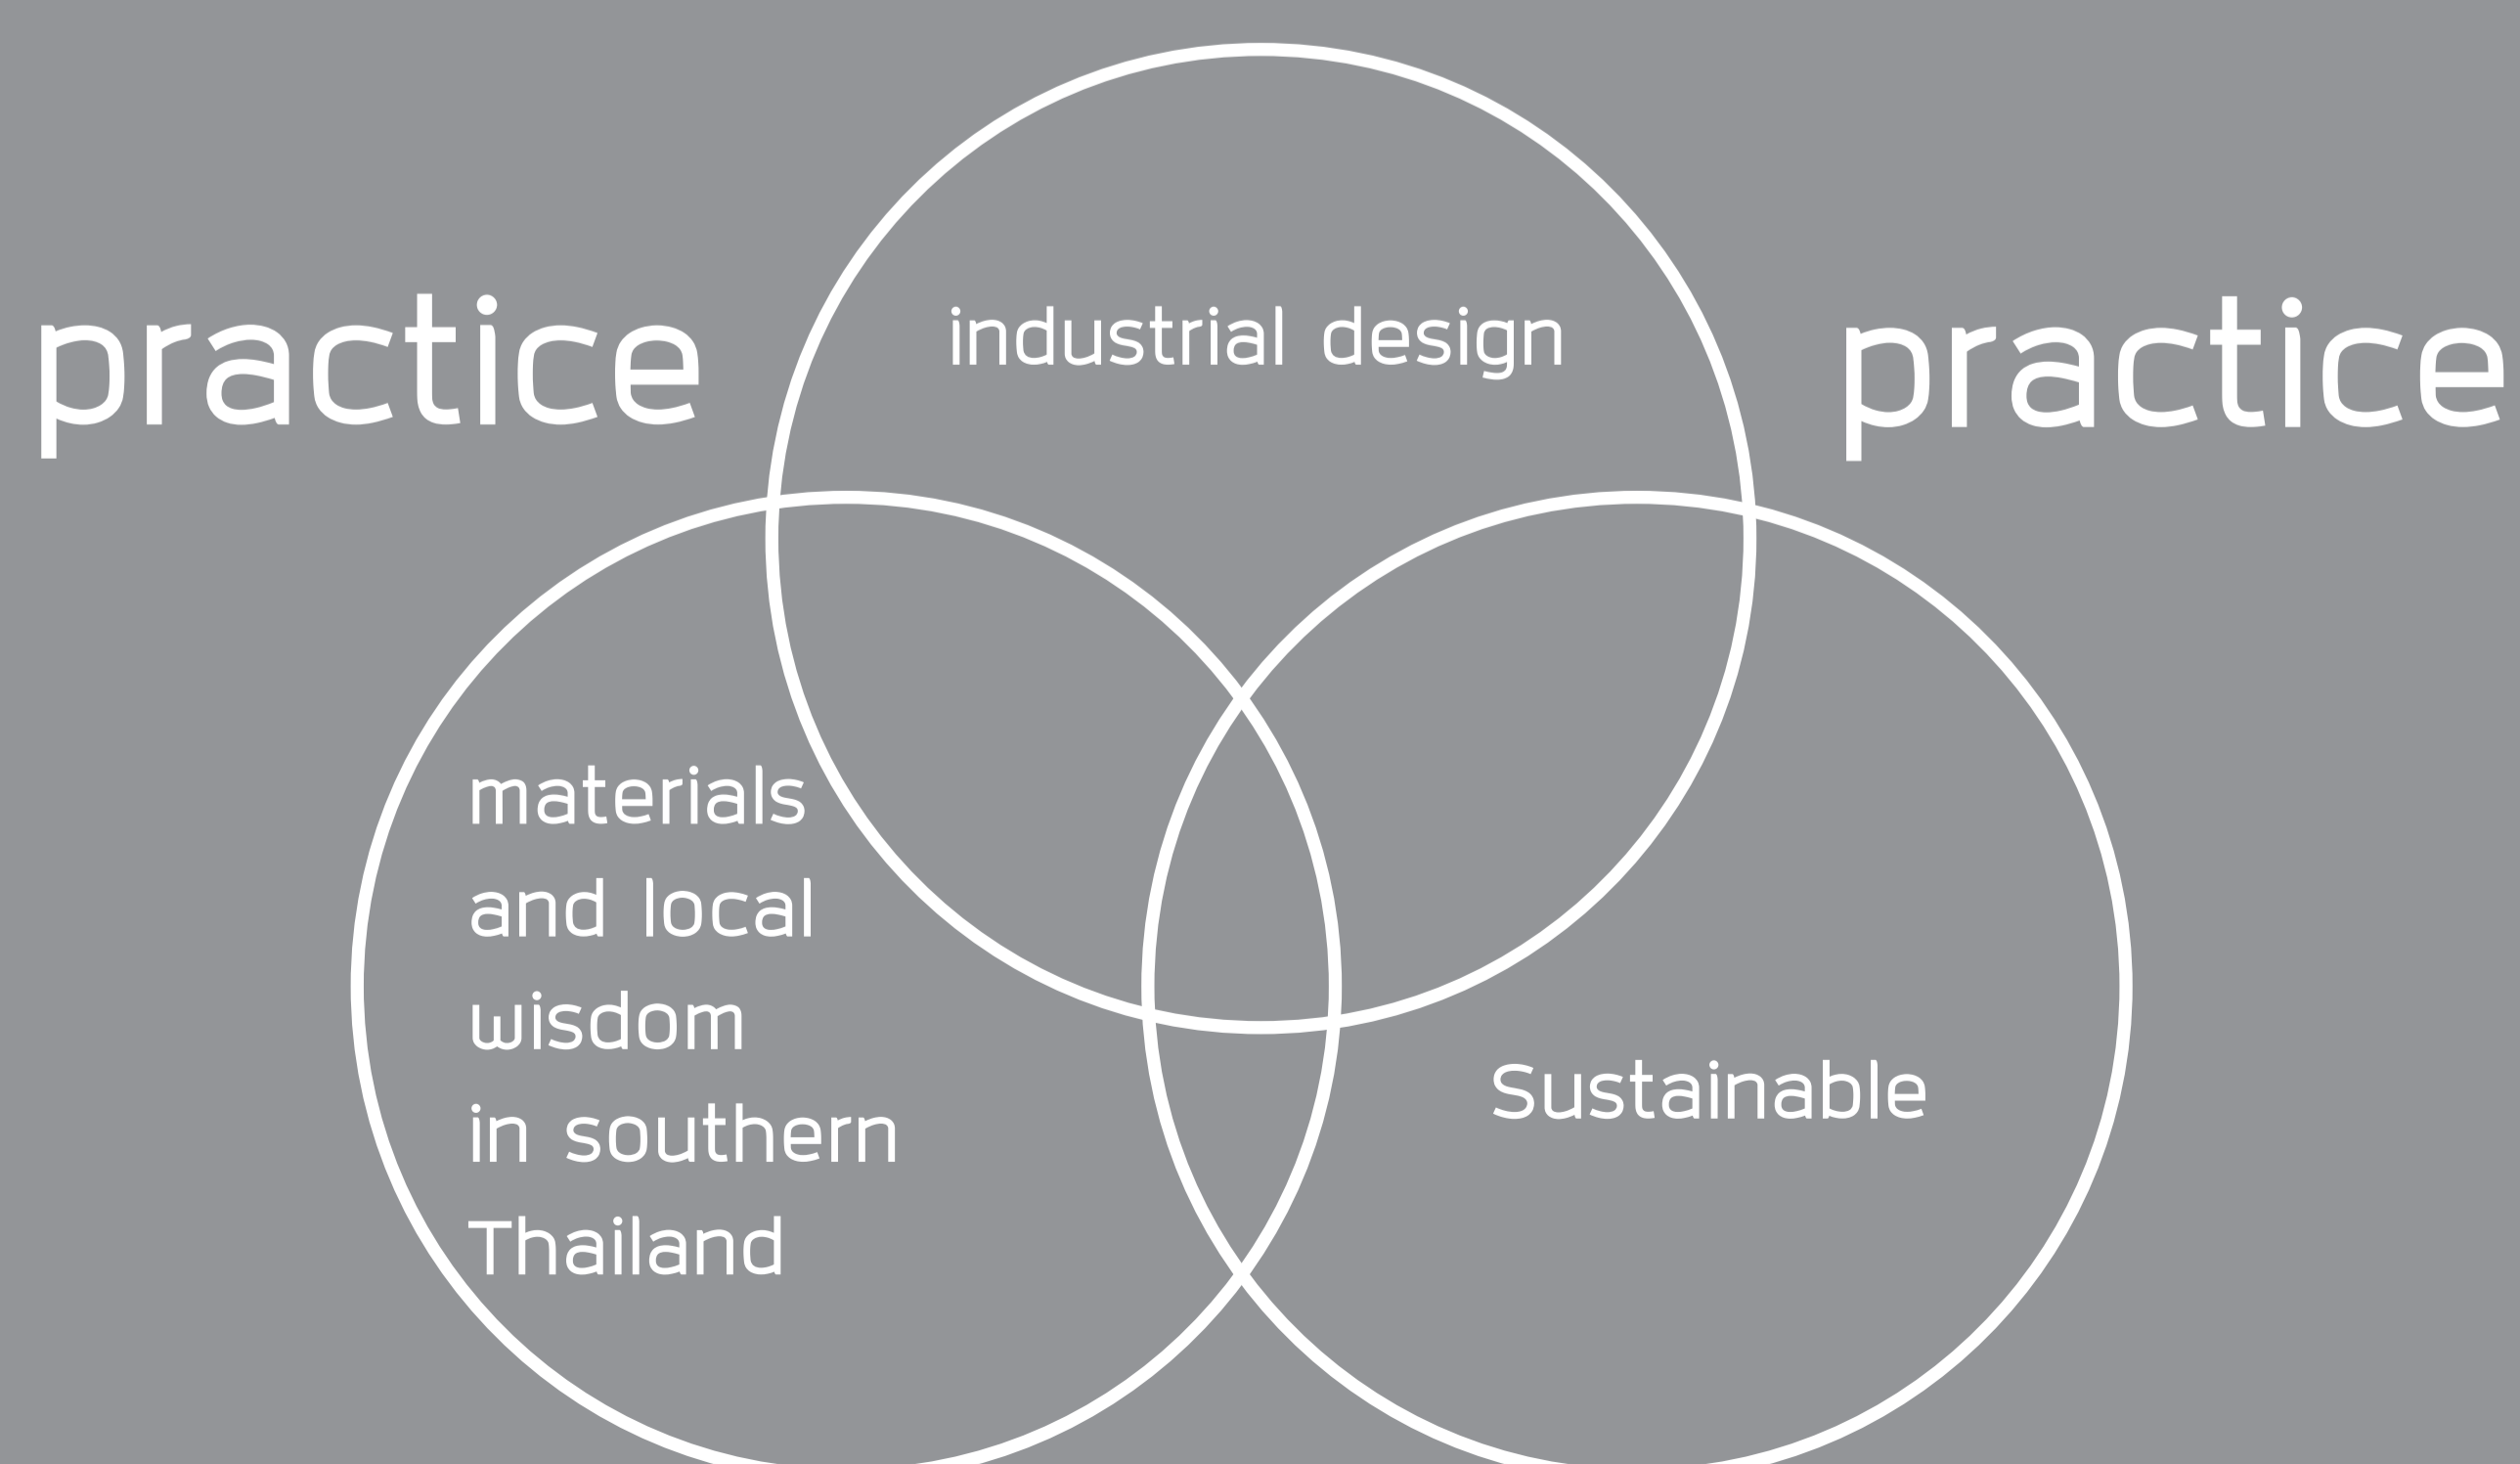 practice
industrial design
practice
materials
and local
wisdom
in southern
Thailand
Sustainable